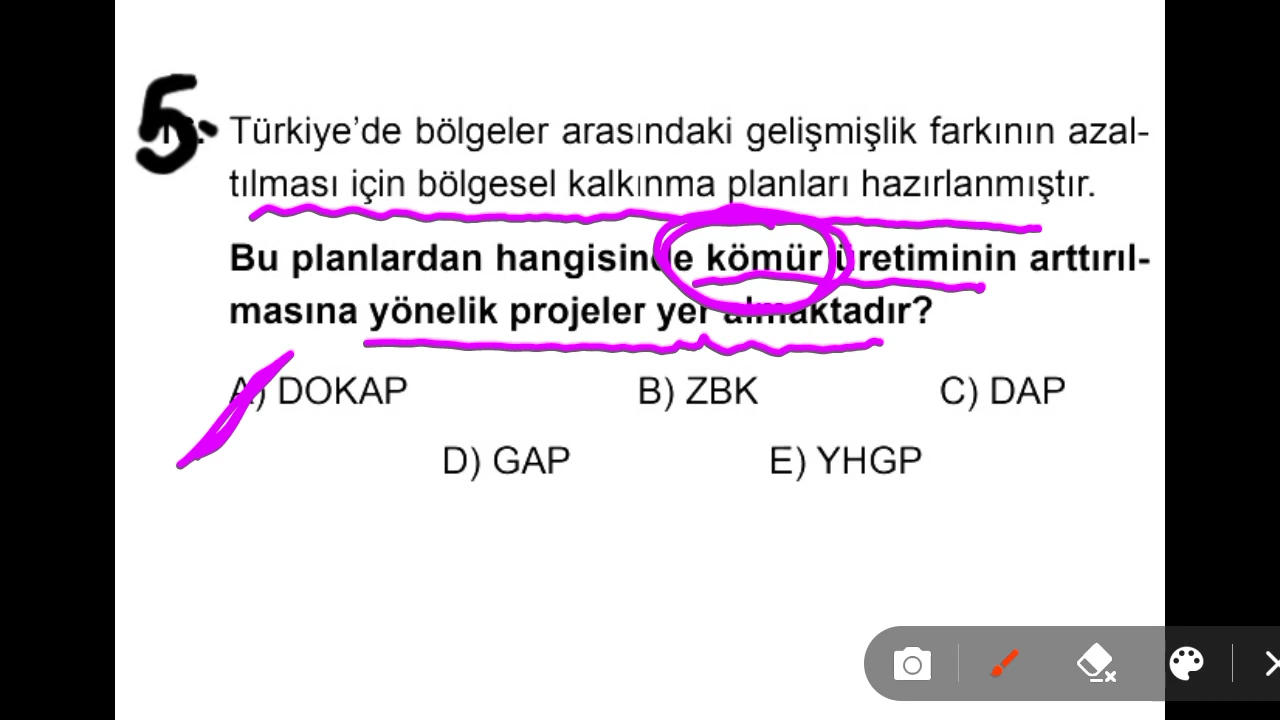 5. Türkiye'de bölgeler arasındaki gelişmişlik farkının azal-
tılması için bölgesel kalkınma planları hazırlanmıştır.
Bu planlardan hangisinde kömür üretiminin arttırıl-
masına yönelik projeler yer almaktadır?
A) DOKAP B) ZBK C) DAP
D) GAP E) YHGP